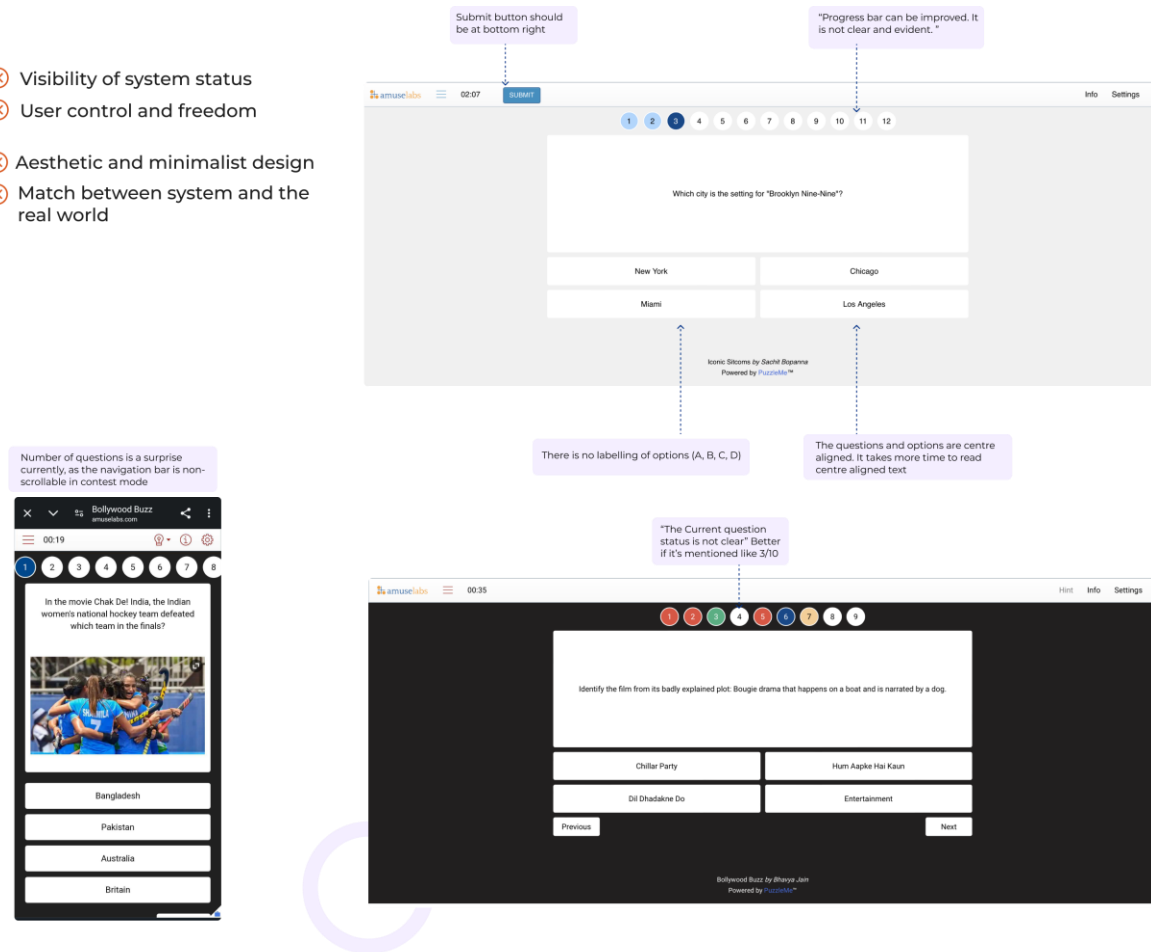 Submit button should
be at bottom right
“Progress bar can be improved. It
is not clear and evident. ”
Visibility of system status
User control and freedom
Aesthetic and minimalist design
Match between system and the
real world
amuselabs
02:07
SUBMIT
Info Settings
1 2 3 4 5 6 7 8 9 10 11 12
Which city is the setting for "Brooklyn Nine-Nine"?
New York Chicago
Miami Los Angeles
Iconic Sitcoms by Sachit Bopanna
Powered by PuzzleMe™
There is no labelling of options (A, B, C, D)
The questions and options are centre
aligned. It takes more time to read
centre aligned text
Number of questions is a surprise
currently, as the navigation bar is non-
scrollable in contest mode
Bollywood Buzz
amuselabs.com
00:19
1 2 3 4 5 6 7 8
In the movie Chak De! India, the Indian
women's national hockey team defeated
which team in the finals?
Bangladesh
Pakistan
Australia
Britain
“The Current question
status is not clear” Better
if it’s mentioned like 3/10
amuselabs
00:35
Hint Info Settings
1 2 3 4 5 6 7 8 9
Identify the film from its badly explained plot: Bougie drama that happens on a boat and is narrated by a dog.
Chillar Party Hum Aapke Hai Kaun
Dil Dhadakne Do Entertainment
Previous Next
Bollywood Buzz by Bhavya Jain
Powered by PuzzleMe™